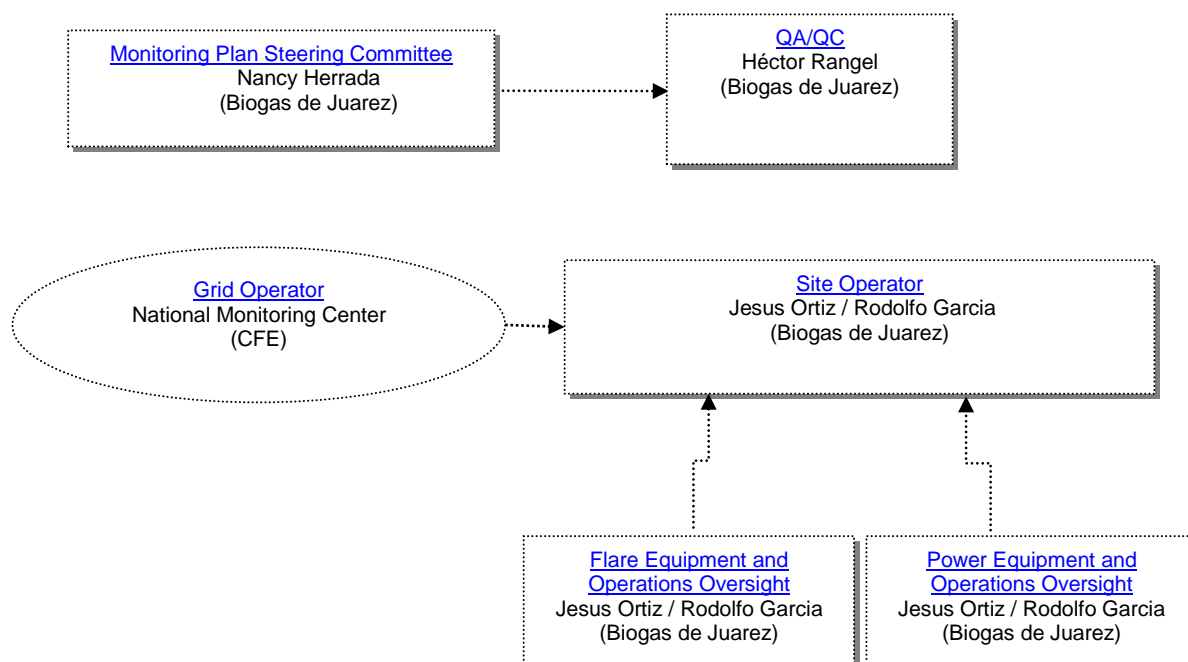 Monitoring Plan Steering Committee
Nancy Herrada
(Biogas de Juarez)
QA/QC
Héctor Rangel
(Biogas de Juarez)
Grid Operator
National Monitoring Center
(CFE)
Site Operator
Jesus Ortiz / Rodolfo Garcia
(Biogas de Juarez)
Flare Equipment and
Operations Oversight
Jesus Ortiz / Rodolfo Garcia
(Biogas de Juarez)
Power Equipment and
Operations Oversight
Jesus Ortiz / Rodolfo Garcia
(Biogas de Juarez)